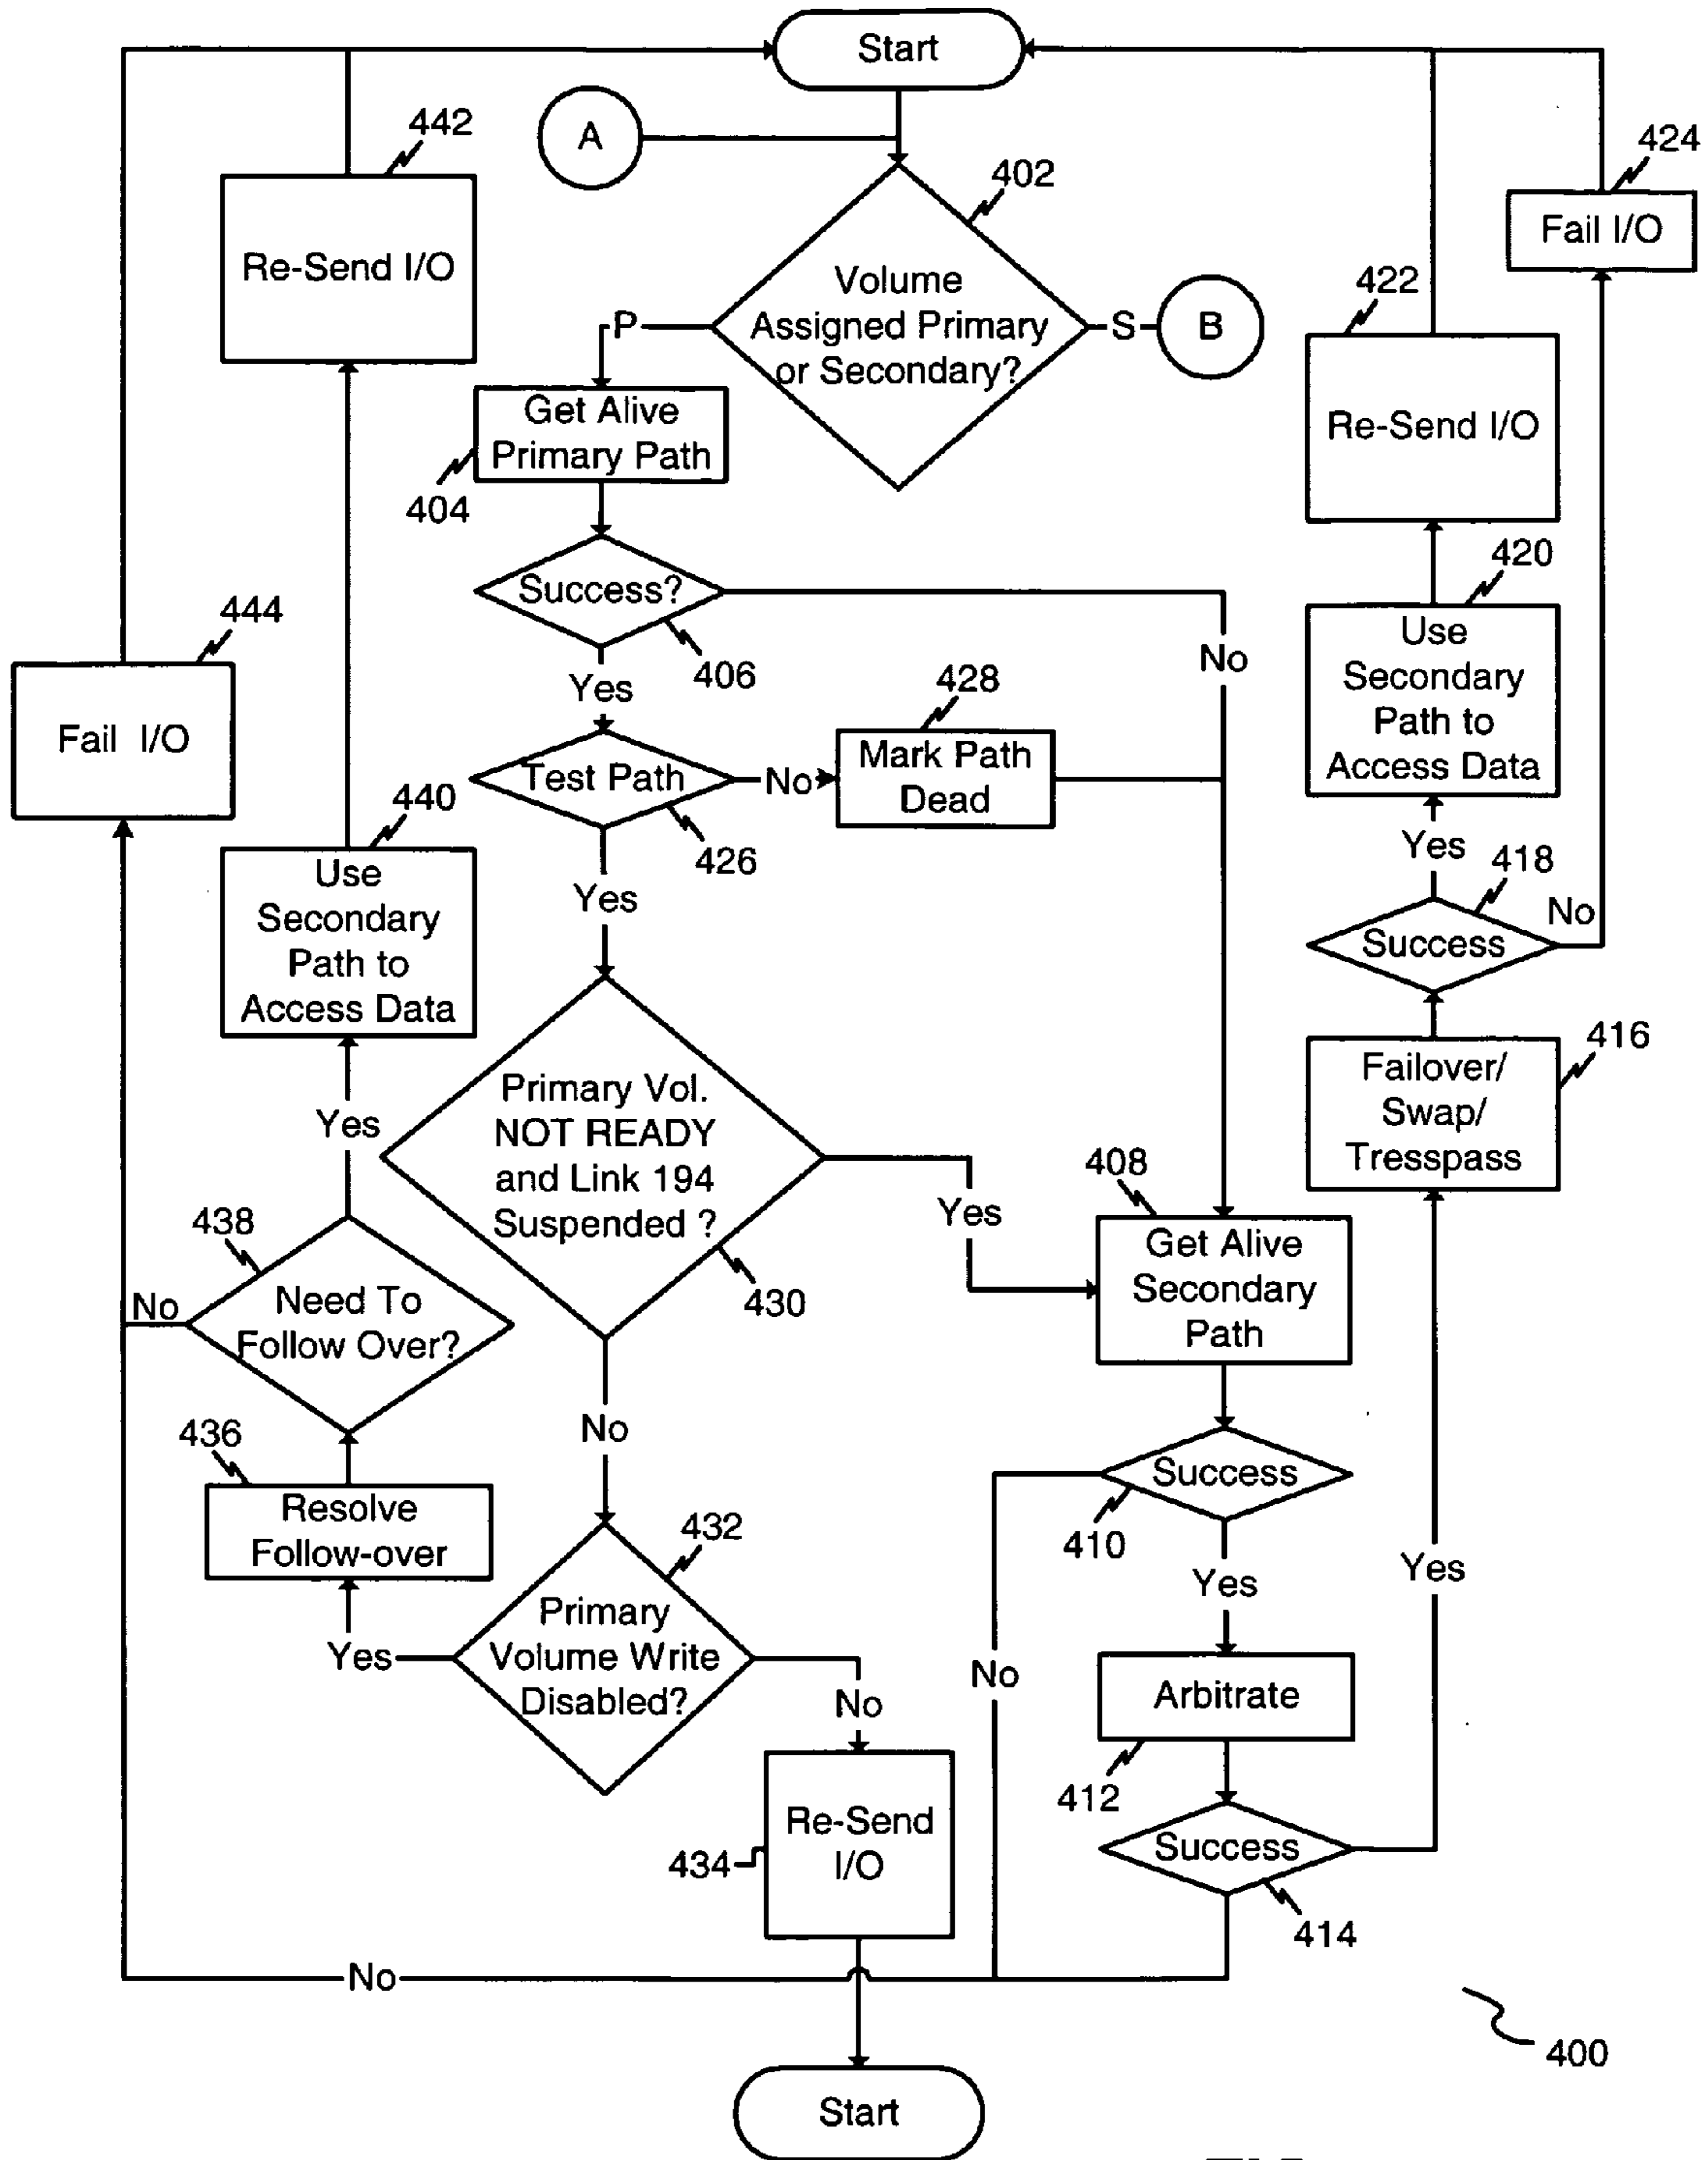 Start
A
442
402
424
Re-Send I/O
Volume
Assigned Primary
or Secondary?
P
S
B
Fail I/O
422
Get Alive
Primary Path
404
Re-Send I/O
Success?
406
No
Yes
420
Use
Secondary
Path to
Access Data
444
Fail I/O
428
Test Path
No
Mark Path
Dead
426
Yes
440
Use
Secondary
Path to
Access Data
Yes
418
Success
No
416
Failover/
Swap/
Tresspass
Primary Vol.
NOT READY
and Link 194
Suspended ?
430
Yes
Yes
408
Get Alive
Secondary
Path
438
Need To
Follow Over?
No
No
436
Resolve
Follow-over
Success
410
Yes
Yes
432
Primary
Volume Write
Disabled?
Yes
No
No
Arbitrate
412
434
Re-Send
I/O
Success
414
No
Start
400